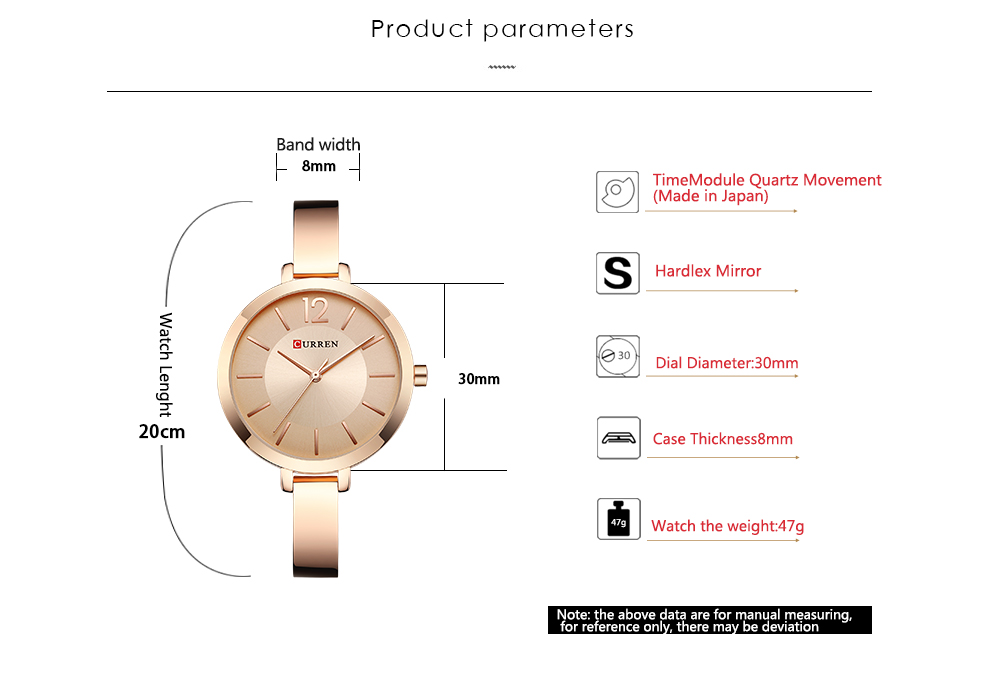 Product parameters
Band width
8mm
Watch Lenght
20cm
12
CURREN
30mm
TimeModule Quartz Movement
(Made in Japan)
S
Hardlex Mirror
30
Dial Diameter:30mm
Case Thickness8mm
47g
Watch the weight:47g
Note: the above data are for manual measuring,
for reference only, there may be deviation